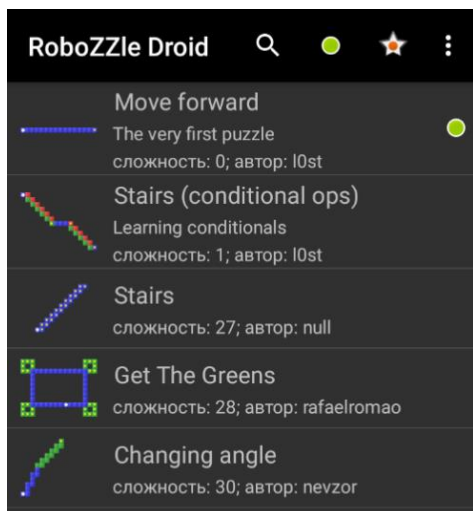 RoboZZle Droid
Move forward
The very first puzzle
сложность: 0; автор: l0st
Stairs (conditional ops)
Learning conditionals
сложность: 1; автор: l0st
Stairs
сложность: 27; автор: null
Get The Greens
сложность: 28; автор: rafaelromao
Changing angle
сложность: 30; автор: nevzor